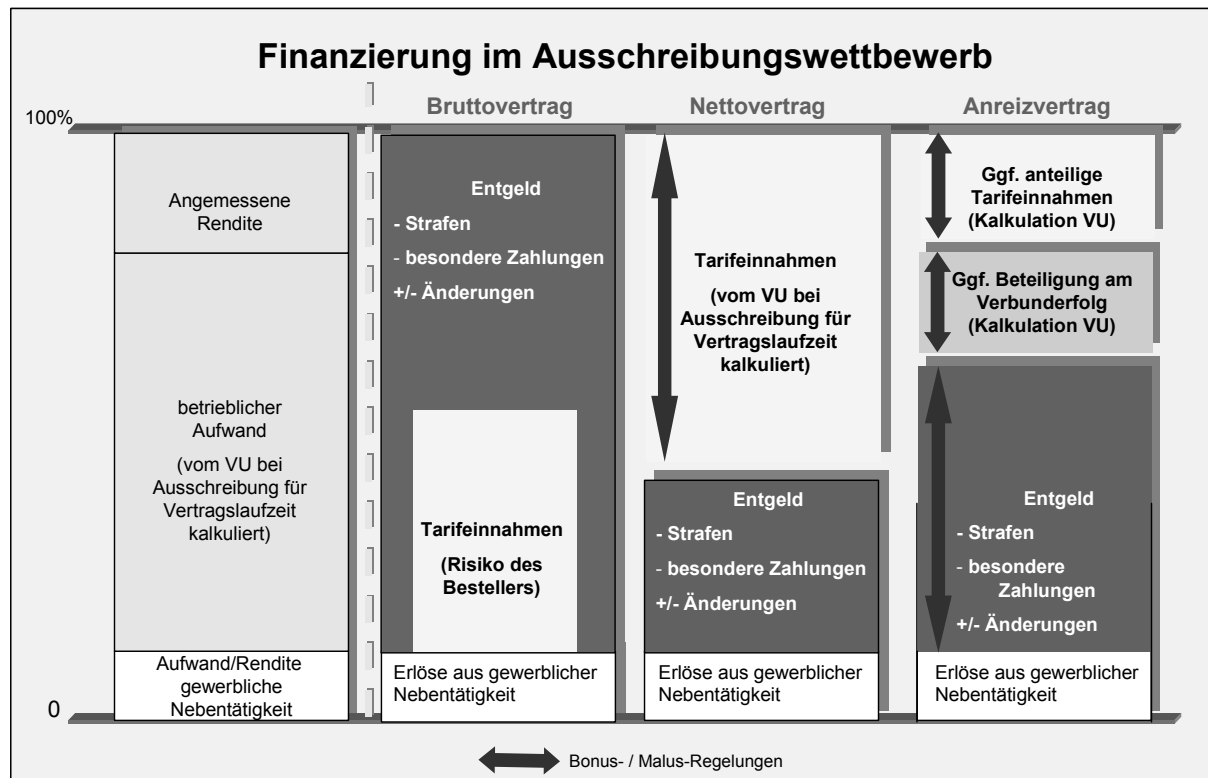 Finanzierung im Ausschreibungswettbewerb
Bruttovertrag
Nettovertrag
Anreizvertrag
100%
Angemessene
Rendite
betrieblicher
Aufwand
(vom VU bei
Ausschreibung für
Vertragslaufzeit
kalkuliert)
Aufwand/Rendite
gewerbliche
Nebentätigkeit
0
Entgeld
- Strafen
- besondere Zahlungen
+/- Änderungen
Tarifeinnahmen
(Risiko des
Bestellers)
Erlöse aus gewerblicher
Nebentätigkeit
Tarifeinnahmen
(vom VU bei
Ausschreibung für
Vertragslaufzeit
kalkuliert)
Entgeld
- Strafen
- besondere Zahlungen
+/- Änderungen
Erlöse aus gewerblicher
Nebentätigkeit
Ggf. anteilige
Tarifeinnahmen
(Kalkulation VU)
Ggf. Beteiligung am
Verbunderfolg
(Kalkulation VU)
Entgeld
- Strafen
- besondere
Zahlungen
+/- Änderungen
Erlöse aus gewerblicher
Nebentätigkeit
Bonus- / Malus-Regelungen